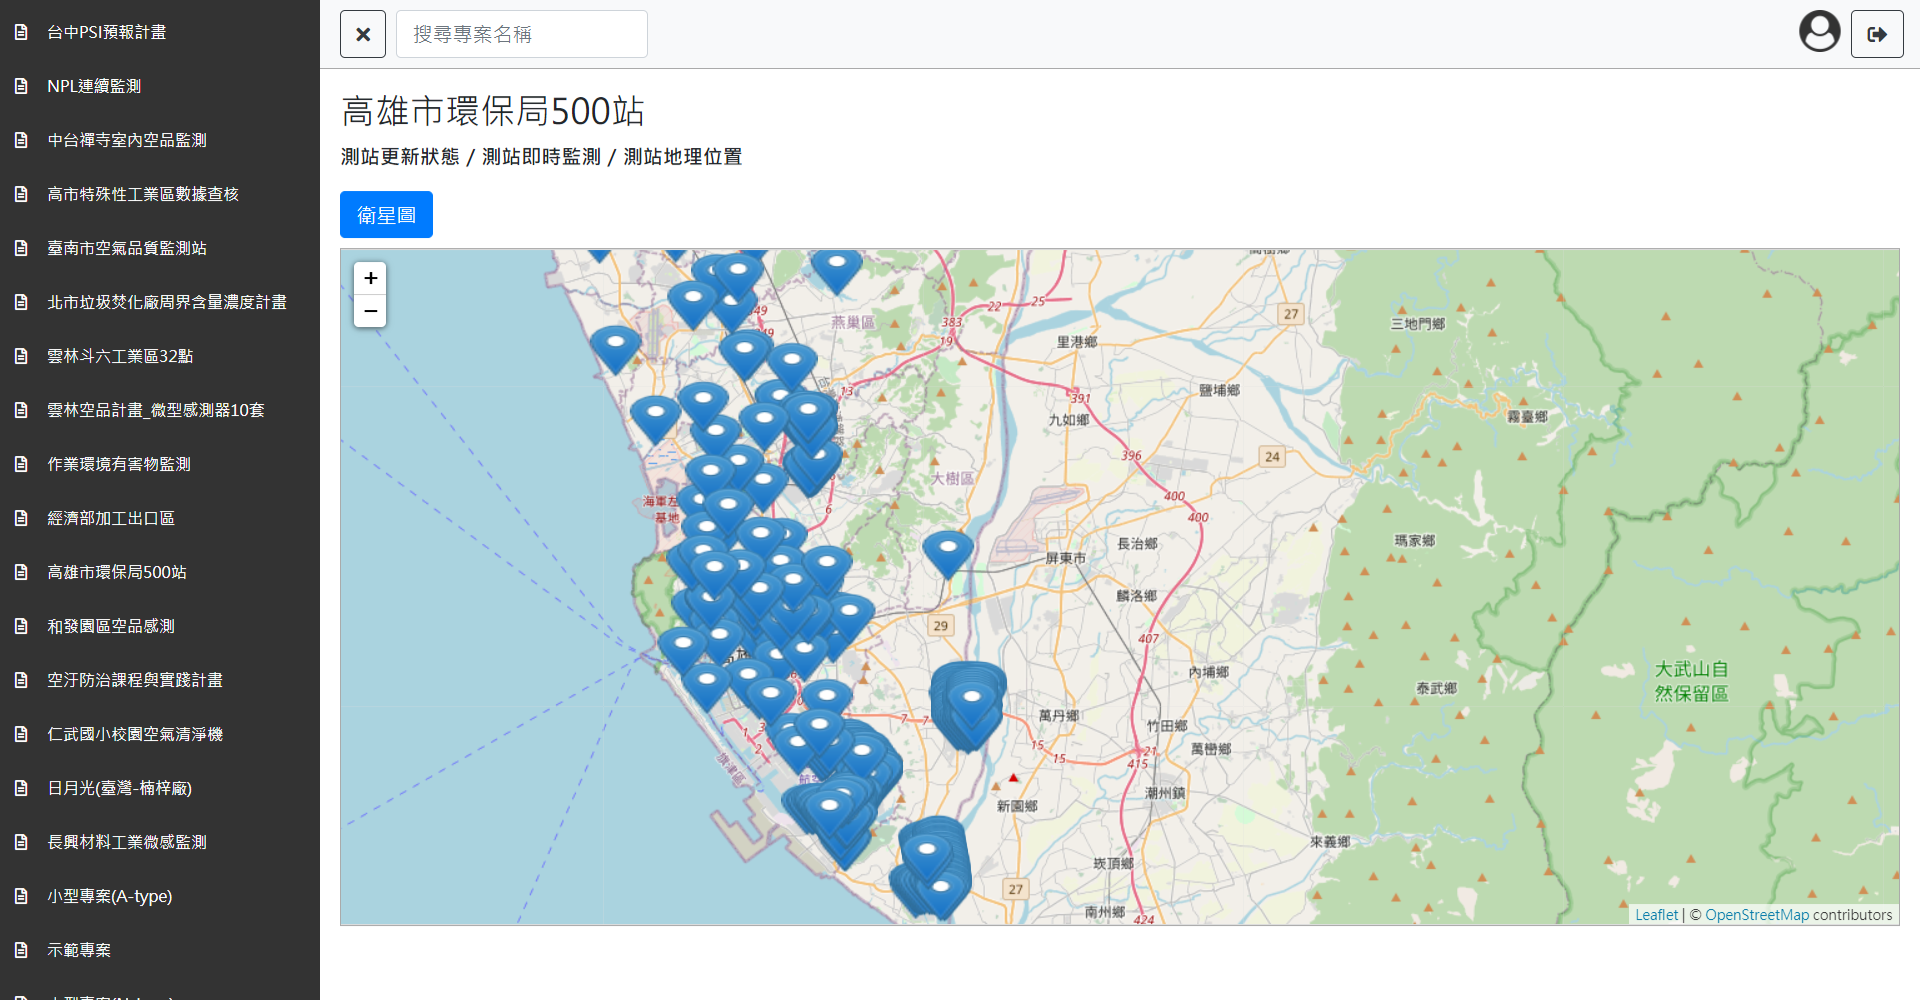 台中PSI預報計畫
NPL連續監測
中台禪寺室內空品監測
高市特殊性工業區數據查核
臺南市空氣品質監測站
北市垃圾焚化廠周界含量濃度計畫
雲林斗六工業區32點
雲林空品計畫_微型感測器10套
作業環境有害物監測
經濟部加工出口區
高雄市環保局500站
和發園區空品感測
空汙防治課程與實踐計畫
仁武國小校園空氣清淨機
日月光(臺灣-楠梓廠)
長興材料工業微感監測
小型專案(A-type)
示範專案
搜尋專案名稱
高雄市環保局500站
測站更新狀態 / 測站即時監測 / 測站地理位置
衛星圖
+
−
燕巢區
383
22
25
19
27
三地門鄉
里港鄉
13
391
鹽埔鄉
九如鄉
霧臺鄉
396
24
大樹區
400
海軍左
基地
6
400
長治鄉
瑪家鄉
屏東市
麟洛鄉
29
407
內埔鄉
大武山自
然保留區
泰武鄉
萬丹鄉
7
7
竹田鄉
1
2
15
15
21
萬巒鄉
415
旗津區
潮州鎮
新園鄉
來義鄉
崁頂鄉
27
南州鄉
424
Leaflet | © OpenStreetMap contributors